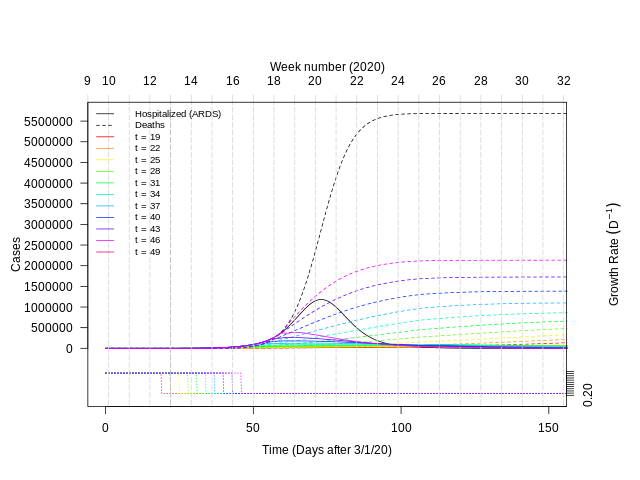 Week number (2020)
9 10 12 14 16 18 20 22 24 26 28 30 32
Hospitalized (ARDS)
Deaths
t = 19
t = 22
t = 25
t = 28
t = 31
t = 34
t = 37
t = 40
t = 43
t = 46
t = 49
5500000
5000000
4500000
4000000
3500000
3000000
2500000
2000000
1500000
1000000
500000
0
Cases
Growth Rate (D⁻¹)
0.20
0 50 100 150
Time (Days after 3/1/20)